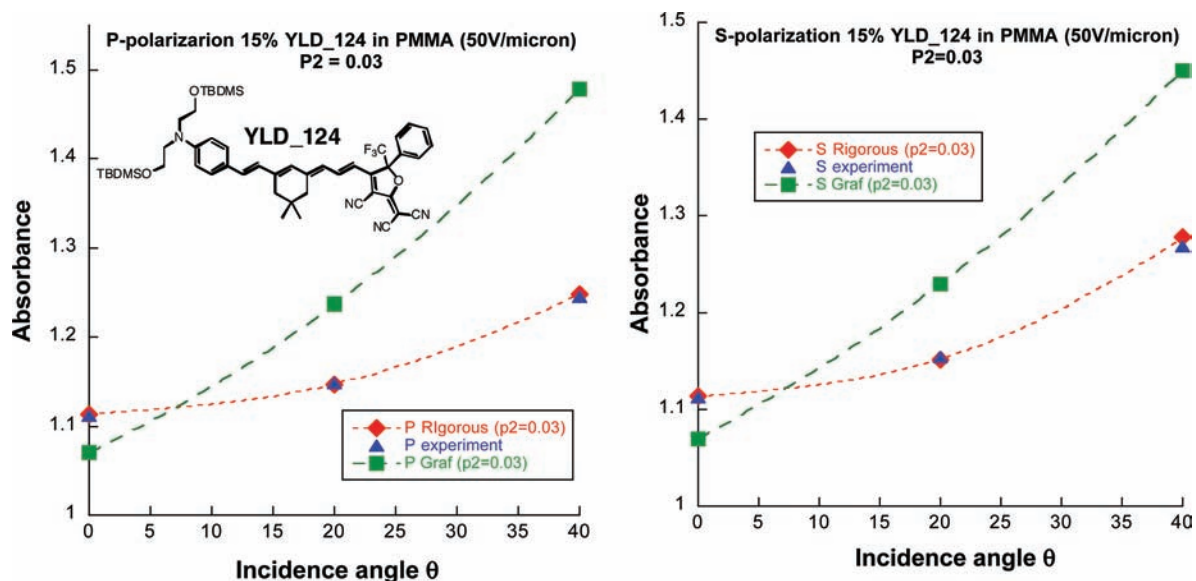 P-polarizarion 15% YLD_124 in PMMA (50V/micron)
P2 = 0.03
OTBDMS
YLD_124
N
F3C
TBDMSO
O
CN
NC
CN
P RIgorous (p2=0.03)
P experiment
P Graf (p2=0.03)
Absorbance
1.5
1.4
1.3
1.2
1.1
1
0 5 10 15 20 25 30 35 40
Incidence angle θ
S-polarization 15% YLD_124 in PMMA (50V/micron)
P2=0.03
S Rigorous (p2=0.03)
S experiment
S Graf (p2=0.03)
Absorbance
1.5
1.4
1.3
1.2
1.1
1
0 5 10 15 20 25 30 35 40
Incidence angle θ